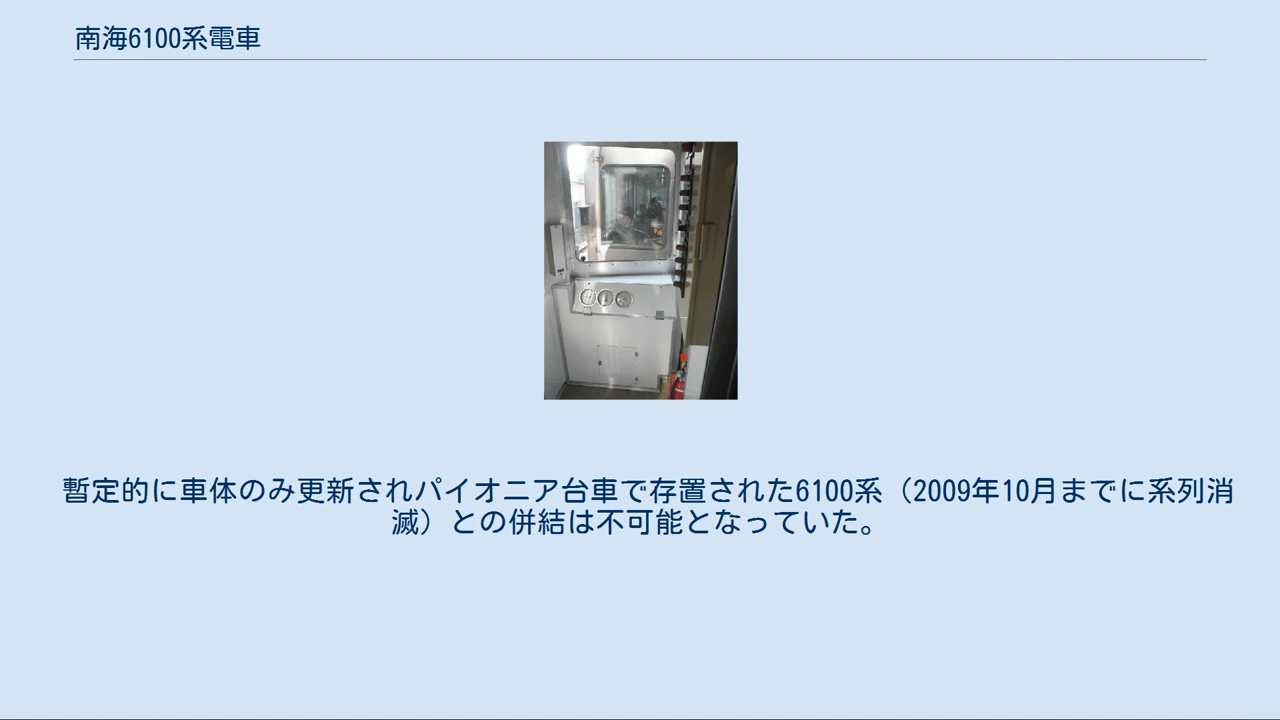 南海6100系電車
暫定的に車体のみ更新されパイオニア台車で存置された6100系（2009年10月までに系列消
滅）との併結は不可能となっていた。